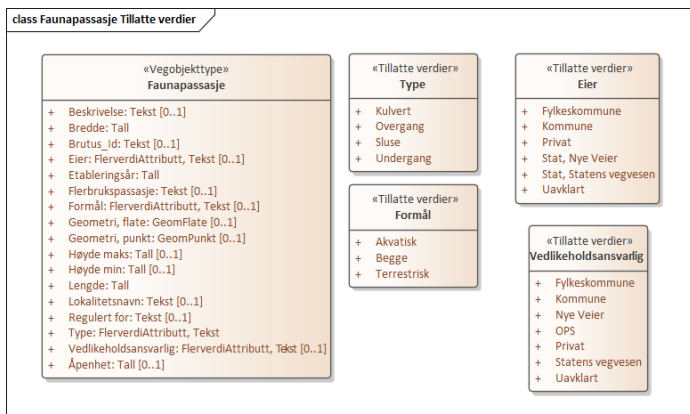 class Faunapassasje Tillatte verdier
«Vegobjekttype»
Faunapassasje
+ Beskrivelse: Tekst [0..1]
+ Bredde: Tall
+ Brutus_Id: Tekst [0..1]
+ Eier: FlerverdiAttributt, Tekst [0..1]
+ Etableringsår: Tall
+ Flerbrukspassasje: Tekst [0..1]
+ Formål: FlerverdiAttributt, Tekst [0..1]
+ Geometri, flate: GeomFlate [0..1]
+ Geometri, punkt: GeomPunkt [0..1]
+ Høyde maks: Tall [0..1]
+ Høyde min: Tall [0..1]
+ Lengde: Tall
+ Lokalitetsnavn: Tekst [0..1]
+ Regulert for: Tekst [0..1]
+ Type: FlerverdiAttributt, Tekst
+ Vedlikeholdsansvarlig: FlerverdiAttributt, Tekst [0..1]
+ Åpenhet: Tall [0..1]
«Tillatte verdier»
Type
+ Kulvert
+ Overgang
+ Sluse
+ Undergang
«Tillatte verdier»
Formål
+ Akvatisk
+ Begge
+ Terrestrisk
«Tillatte verdier»
Eier
+ Fylkeskommune
+ Kommune
+ Privat
+ Stat, Nye Veier
+ Stat, Statens vegvesen
+ Uavklart
«Tillatte verdier»
Vedlikeholdsansvarlig
+ Fylkeskommune
+ Kommune
+ Nye Veier
+ OPS
+ Privat
+ Statens vegvesen
+ Uavklart